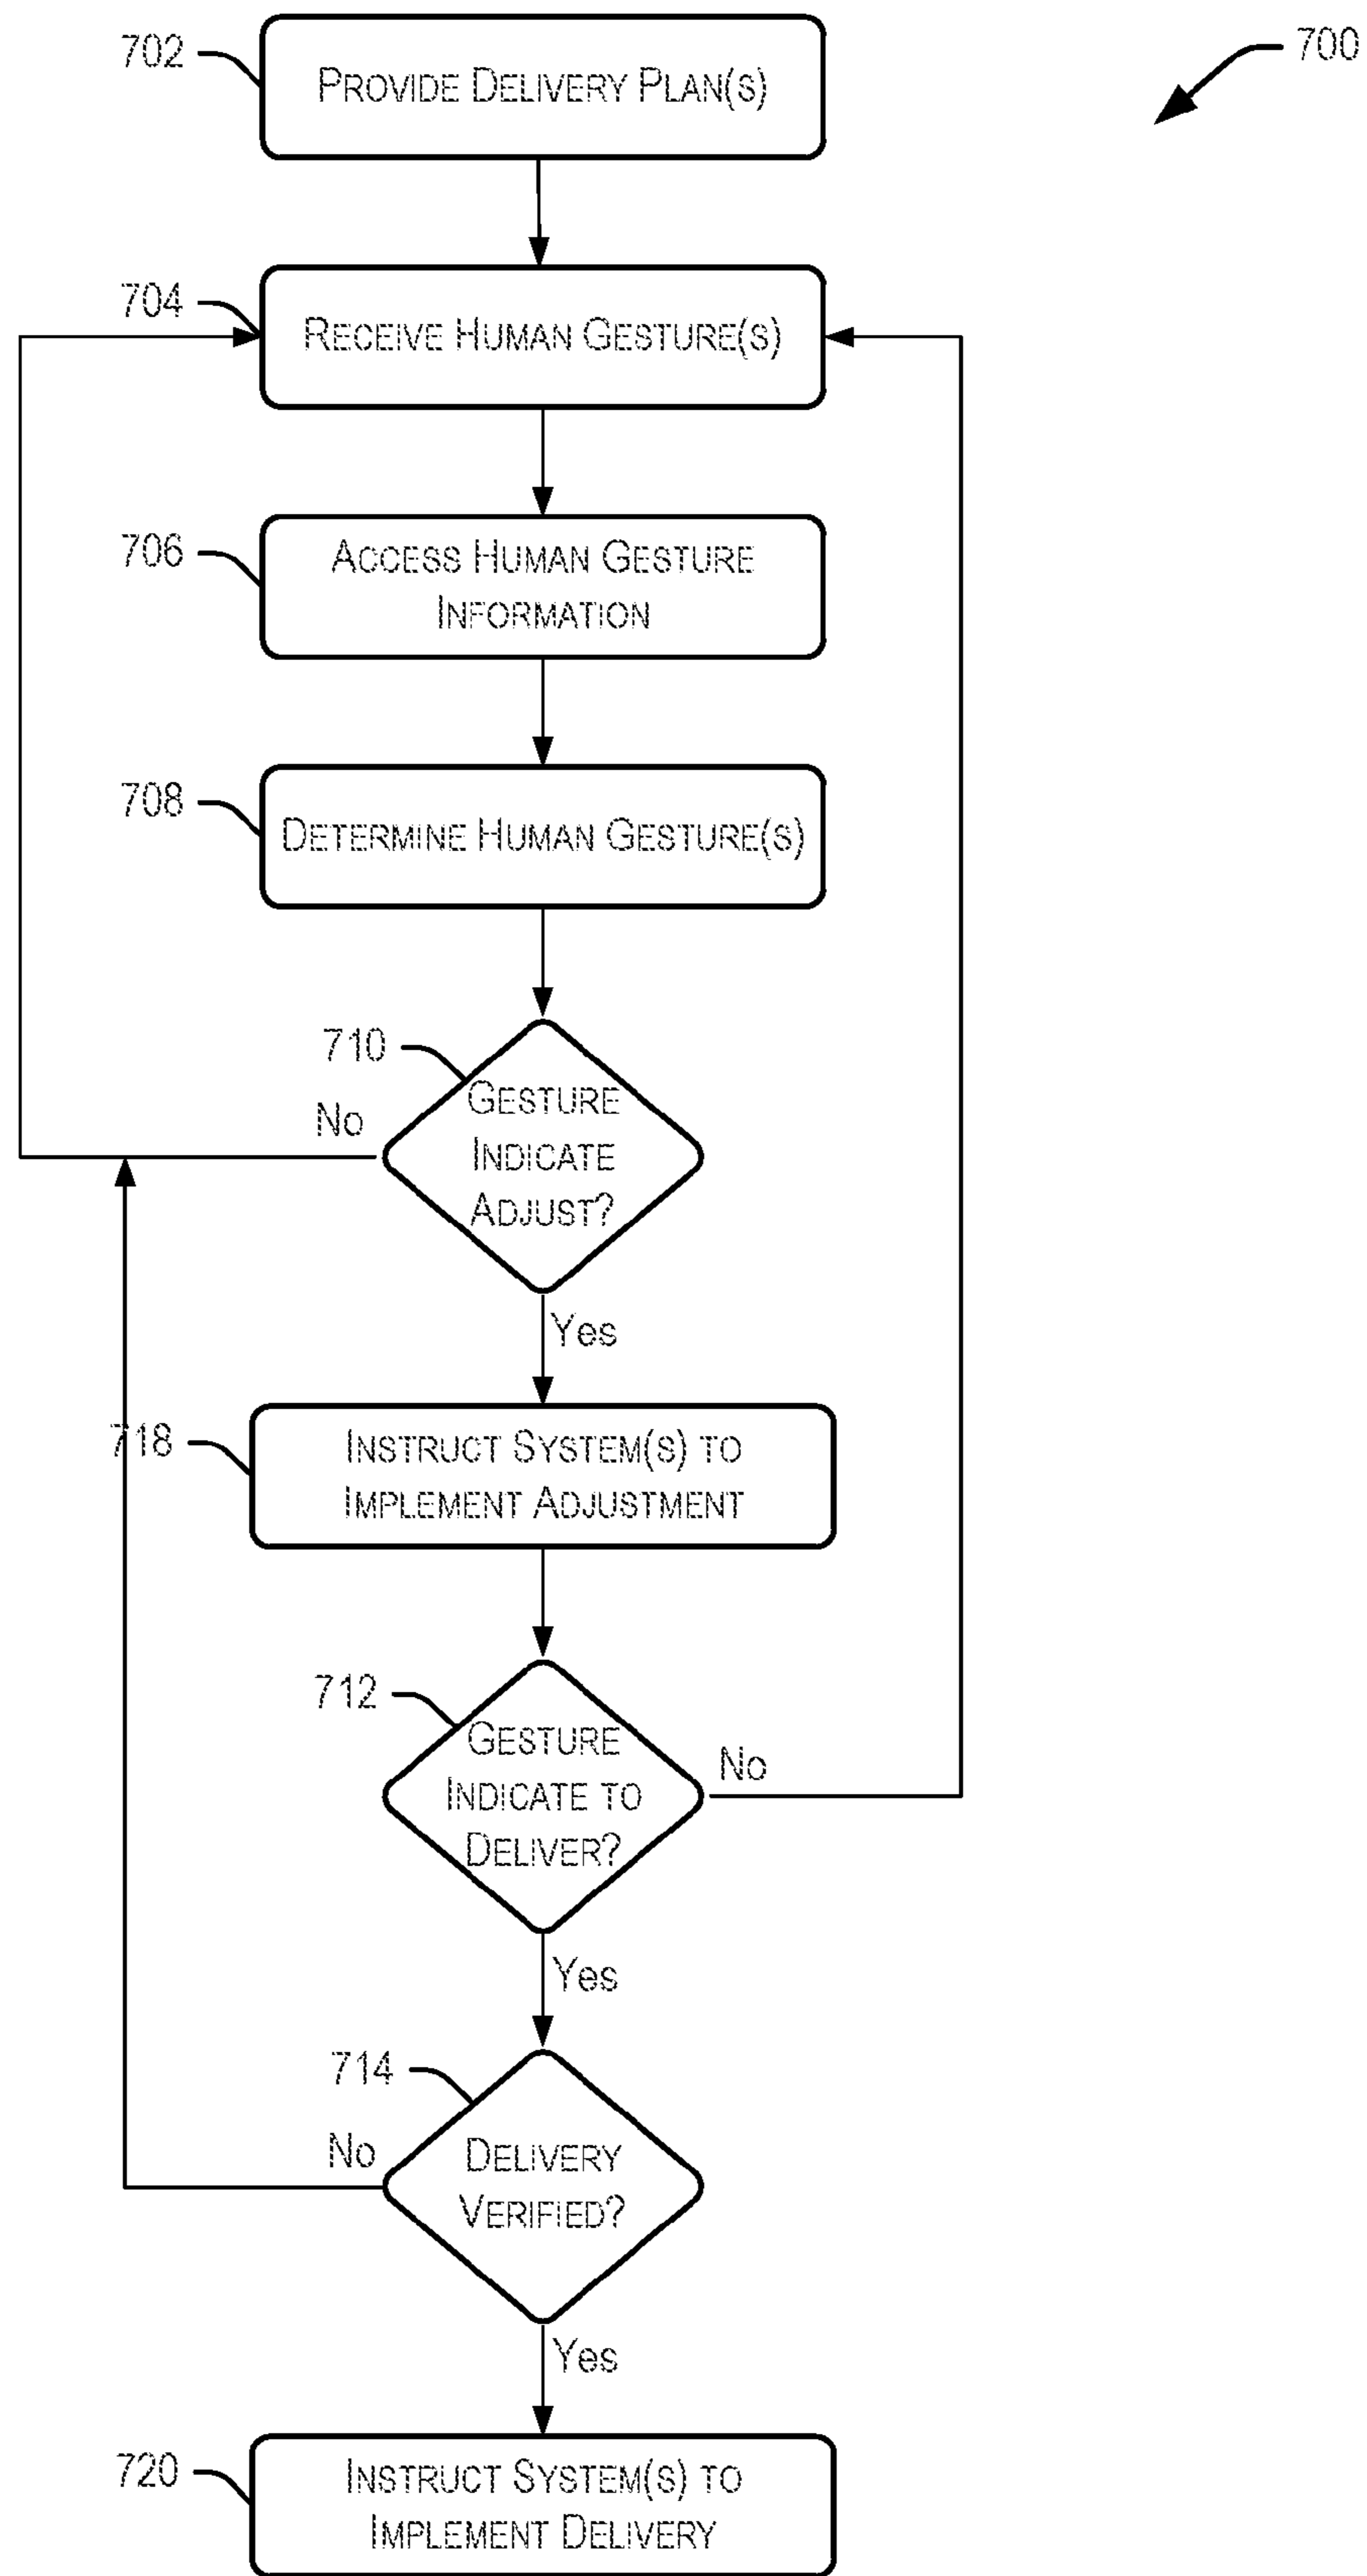 702
PROVIDE DELIVERY PLAN(S)
700
704
RECEIVE HUMAN GESTURE(S)
706
ACCESS HUMAN GESTURE
INFORMATION
708
DETERMINE HUMAN GESTURE(S)
710
GESTURE
INDICATE
ADJUST?
No
Yes
718
INSTRUCT SYSTEM(S) TO
IMPLEMENT ADJUSTMENT
712
GESTURE
INDICATE TO
DELIVER?
No
Yes
714
DELIVERY
VERIFIED?
No
Yes
720
INSTRUCT SYSTEM(S) TO
IMPLEMENT DELIVERY